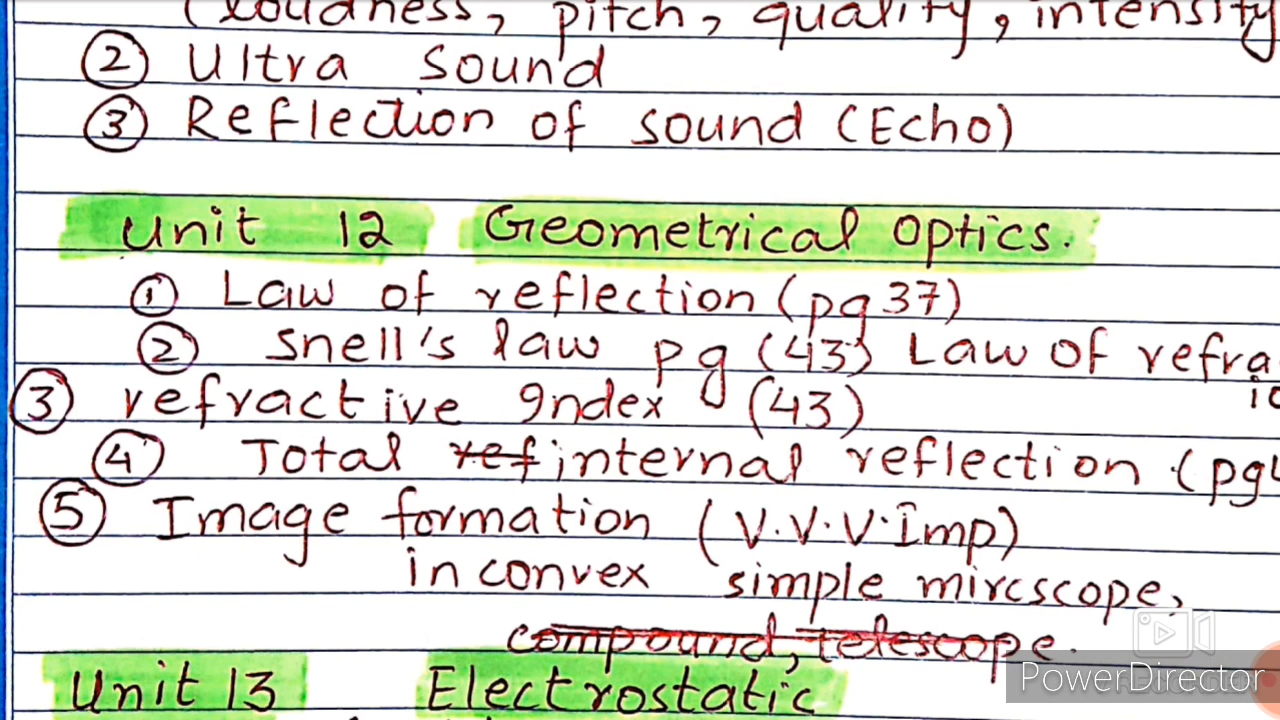 (loudness, pitch, quality, intensity
② Ultra sound
③ Reflection of sound (Echo)
Unit 12 Geometrical Optics.
① Law of reflection (pg 37)
② Snell's law pg (43) Law of refra
③ refractive index (43)
④ Total ref internal reflection (pg
⑤ Image formation (V.V.V.Imp)
in convex simple mircscope,
compound, telescope.
Unit 13 Electrostatic
PowerDirector